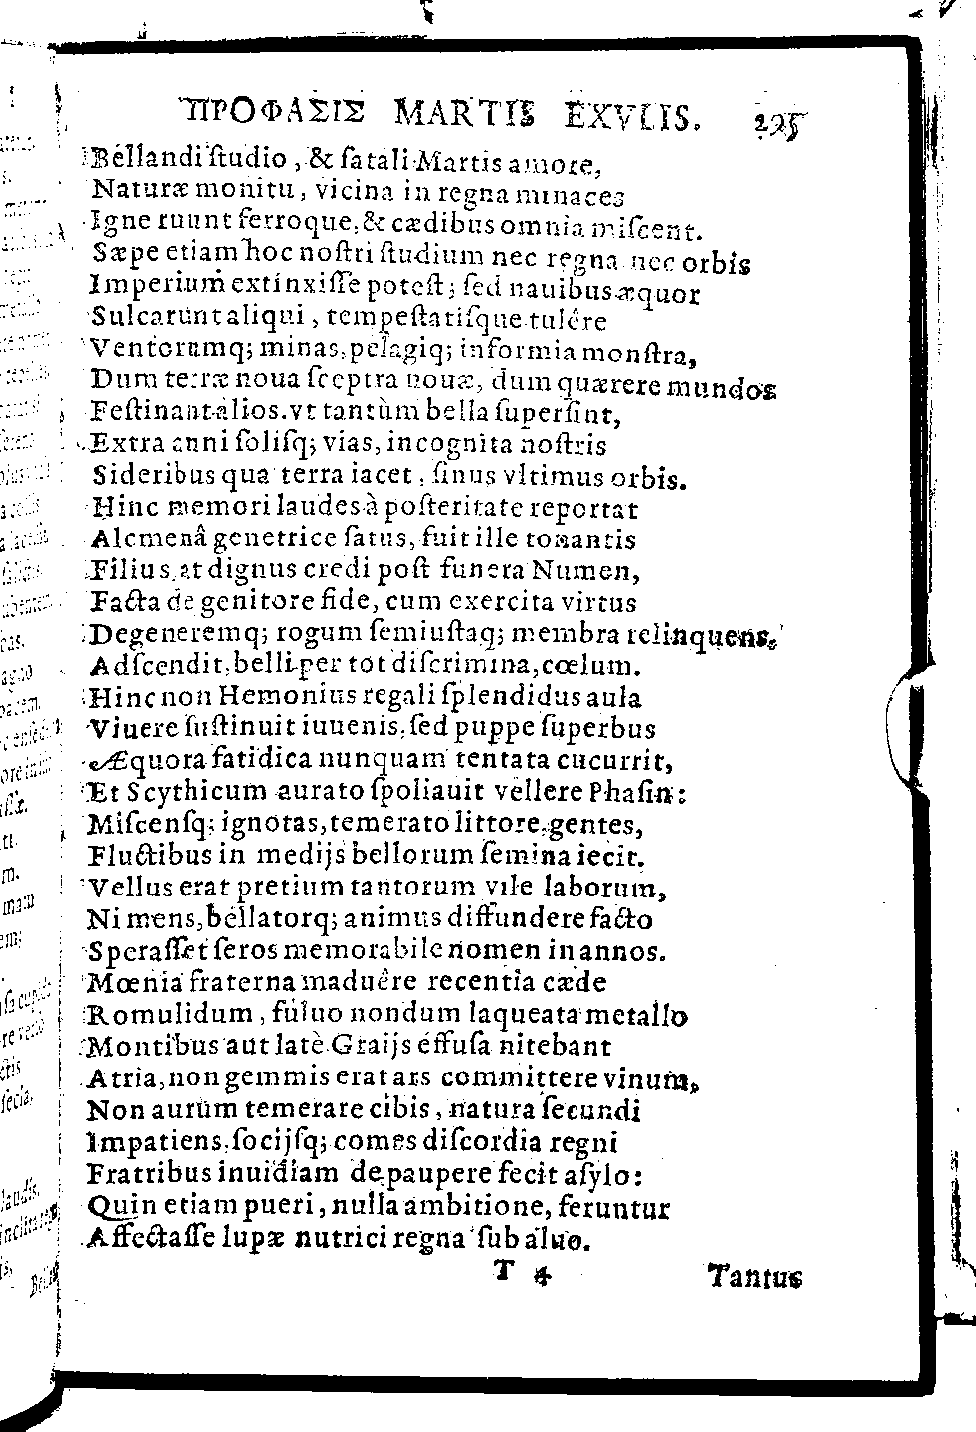 ΠΡΟΦΑΣΙΣ MARTIS EXVLIS. 295
Bellandi ſtudio, & fatali Martis amore,
Naturæ monitu, vicina in regna minaces
Igne ruunt ferroque, & cædibus omnia miſcent.
Sæpe etiam hoc noſtri ſtudium nec regna nec orbis
Imperium extinxiſſe poteſt; ſed nauibus æquor
Sulcarunt aliqui, tempeſtatiſque tulêre
Ventorumq; minas, pelagiq; informia monſtra,
Dum terræ noua ſceptra nouæ, dum quærere mundos
Feſtinant alios. vt tantùm bella ſuperſint,
Extra anni ſoliſq; vias, incognita noſtris
Sideribus qua terra iacet, ſinus vltimus orbis.
Hinc memori laudes à poſteritate reportat
Alcmenâ genetrice ſatus, fuit ille tonantis
Filius, at dignus credi poſt funera Numen,
Facta de genitore fide, cum exercita virtus
Degeneremq; rogum ſemiuſtaq; membra relinquens,
Adſcendit, belli per tot diſcrimina, cœlum.
Hinc non Hemonius regali ſplendidus aula
Viuere ſuſtinuit iuuenis, ſed puppe ſuperbus
Æquora fatidica nunquam tentata cucurrit,
Et Scythicum aurato ſpoliauit vellere Phaſin:
Miſcenſq; ignotas, temerato littore, gentes,
Fluctibus in medijs bellorum ſemina iecit.
Vellus erat pretium tantorum vile laborum,
Ni mens, bellatorq; animus diffundere facto
Speraſſet ſeros memorabile nomen in annos.
Mœnia fraterna maduêre recentia cæde
Romulidum, fuluo nondum laqueata metallo
Montibus aut latè Graijs effuſa nitebant
Atria, non gemmis erat ars committere vinum,
Non aurum temerare cibis, natura ſecundi
Impatiens, ſocijſq; comes diſcordia regni
Fratribus inuidiam de paupere fecit aſylo:
Quin etiam pueri, nulla ambitione, feruntur
Affectaſſe lupæ nutrici regna ſub aluo.
T 4 Tantus